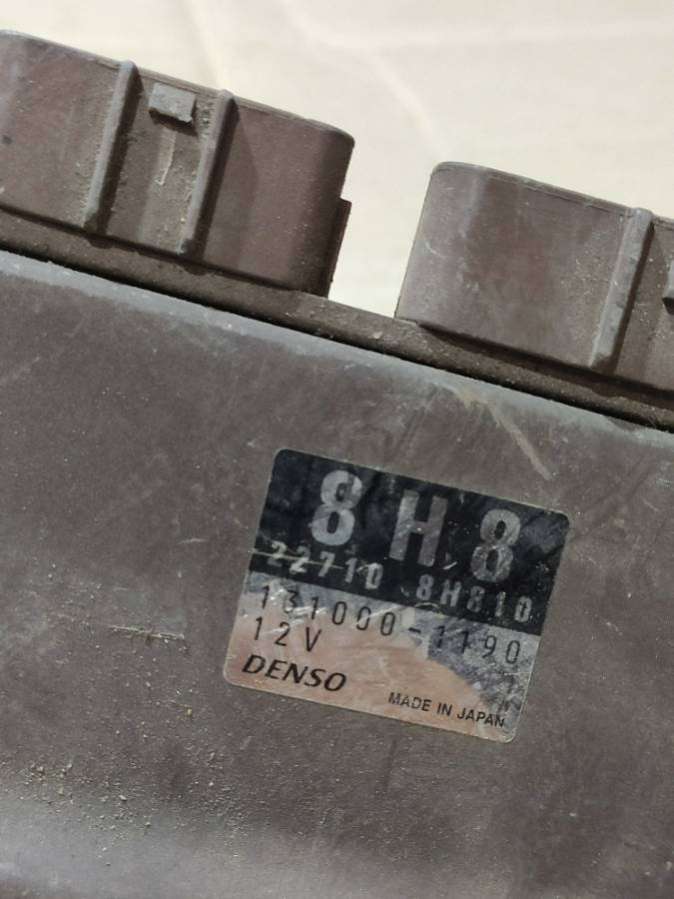 8H8
22710 8H810
131000-1190
12V
DENSO
MADE IN JAPAN